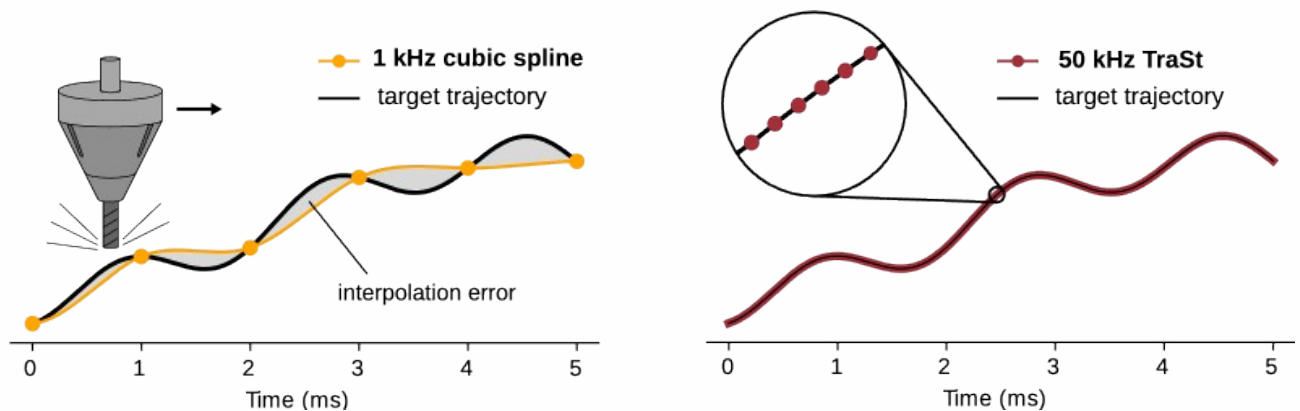 1 kHz cubic spline
target trajectory
interpolation error
0 1 2 3 4 5
Time (ms)
50 kHz TraSt
target trajectory
0 1 2 3 4 5
Time (ms)